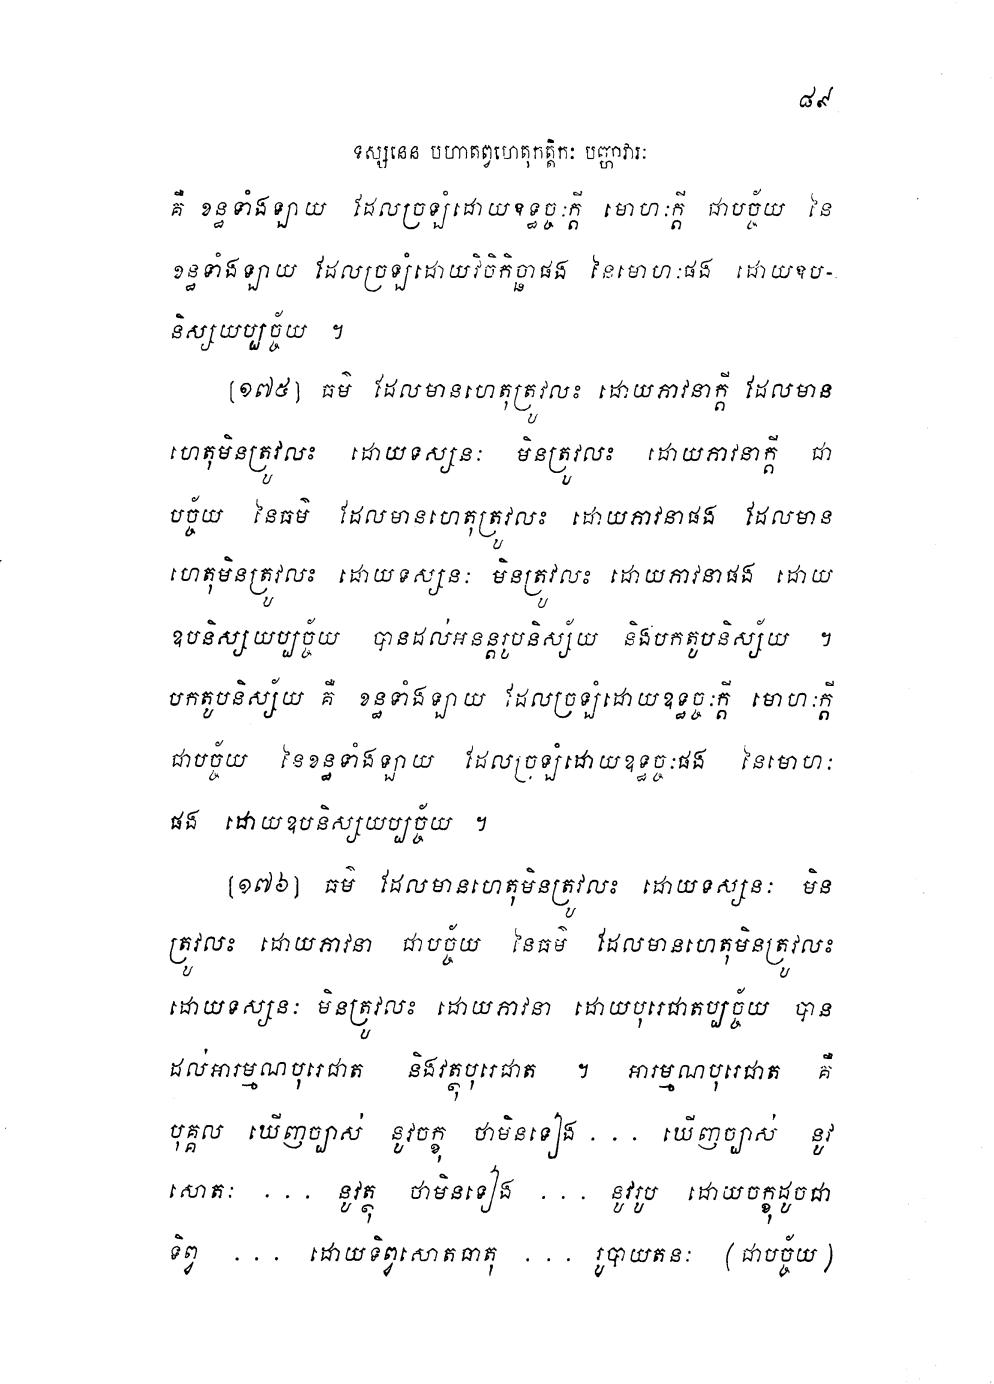 ៨៩
ទស្សនេន បហាតព្វហេតុកត្តិកៈ បញ្ហាវារៈ
គឺ ខន្ធទាំងឡាយ ដែលច្រឡំដោយឧទ្ធច្ចៈក្តី មោហៈក្តី ជាបច្ច័យ នៃ
ខន្ធទាំងឡាយ ដែលច្រឡំដោយវិចិកិច្ឆាផង នៃមោហៈផង ដោយឧប-
និស្សយប្បច្ច័យ ។
[១៧៥] ធម៌ ដែលមានហេតុត្រូវលះ ដោយភាវនាក្តី ដែលមាន
ហេតុមិនត្រូវលះ ដោយទស្សនៈ មិនត្រូវលះ ដោយភាវនាក្តី ជា
បច្ច័យ នៃធម៌ ដែលមានហេតុត្រូវលះ ដោយភាវនាផង ដែលមាន
ហេតុមិនត្រូវលះ ដោយទស្សនៈ មិនត្រូវលះ ដោយភាវនាផង ដោយ
ឧបនិស្សយប្បច្ច័យ បានដល់អនន្តរូបនិស្ស័យ និងបកតូបនិស្ស័យ ។
បកតូបនិស្ស័យ គឺ ខន្ធទាំងឡាយ ដែលច្រឡំដោយឧទ្ធច្ចៈក្តី មោហៈក្តី
ជាបច្ច័យ នៃខន្ធទាំងឡាយ ដែលច្រឡំដោយឧទ្ធច្ចៈផង នៃមោហៈ
ផង ដោយឧបនិស្សយប្បច្ច័យ ។
[១៧៦] ធម៌ ដែលមានហេតុមិនត្រូវលះ ដោយទស្សនៈ មិន
ត្រូវលះ ដោយភាវនា ជាបច្ច័យ នៃធម៌ ដែលមានហេតុមិនត្រូវលះ
ដោយទស្សនៈ មិនត្រូវលះ ដោយភាវនា ដោយបុរេជាតប្បច្ច័យ បាន
ដល់អារម្មណបុរេជាត និងវត្ថុបុរេជាត ។ អារម្មណបុរេជាត គឺ
បុគ្គល ឃើញច្បាស់ នូវចក្ខុ ថាមិនទៀង ... ឃើញច្បាស់ នូវ
សោតៈ ... នូវវត្ថុ ថាមិនទៀង ... នូវរូប ដោយចក្ខុដូចជា
ទិព្វ ... ដោយទិព្វសោតធាតុ ... រូបាយតនៈ (ជាបច្ច័យ)